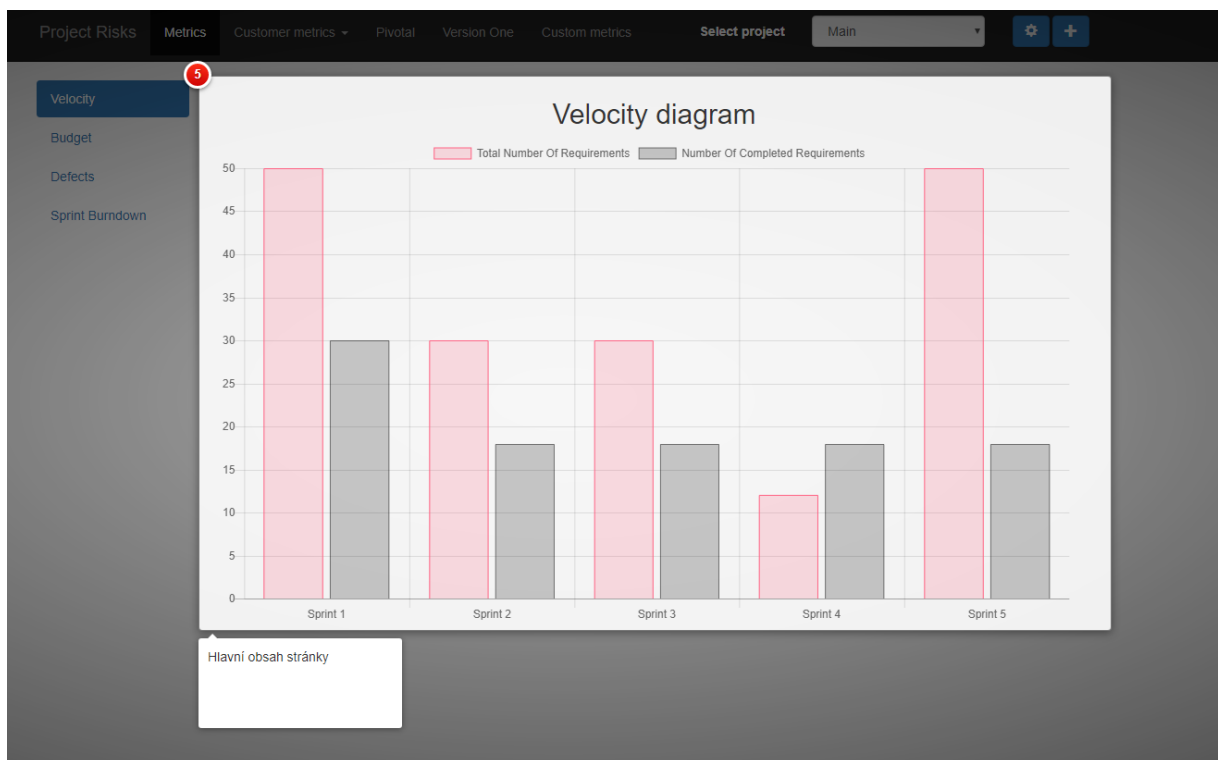 Project Risks Metrics Customer metrics Pivotal Version One Custom metrics Select project Main
5
Velocity
Budget
Defects
Sprint Burndown
Velocity diagram
Total Number Of Requirements Number Of Completed Requirements
50
45
40
35
30
25
20
15
10
5
0
Sprint 1 Sprint 2 Sprint 3 Sprint 4 Sprint 5
Hlavní obsah stránky